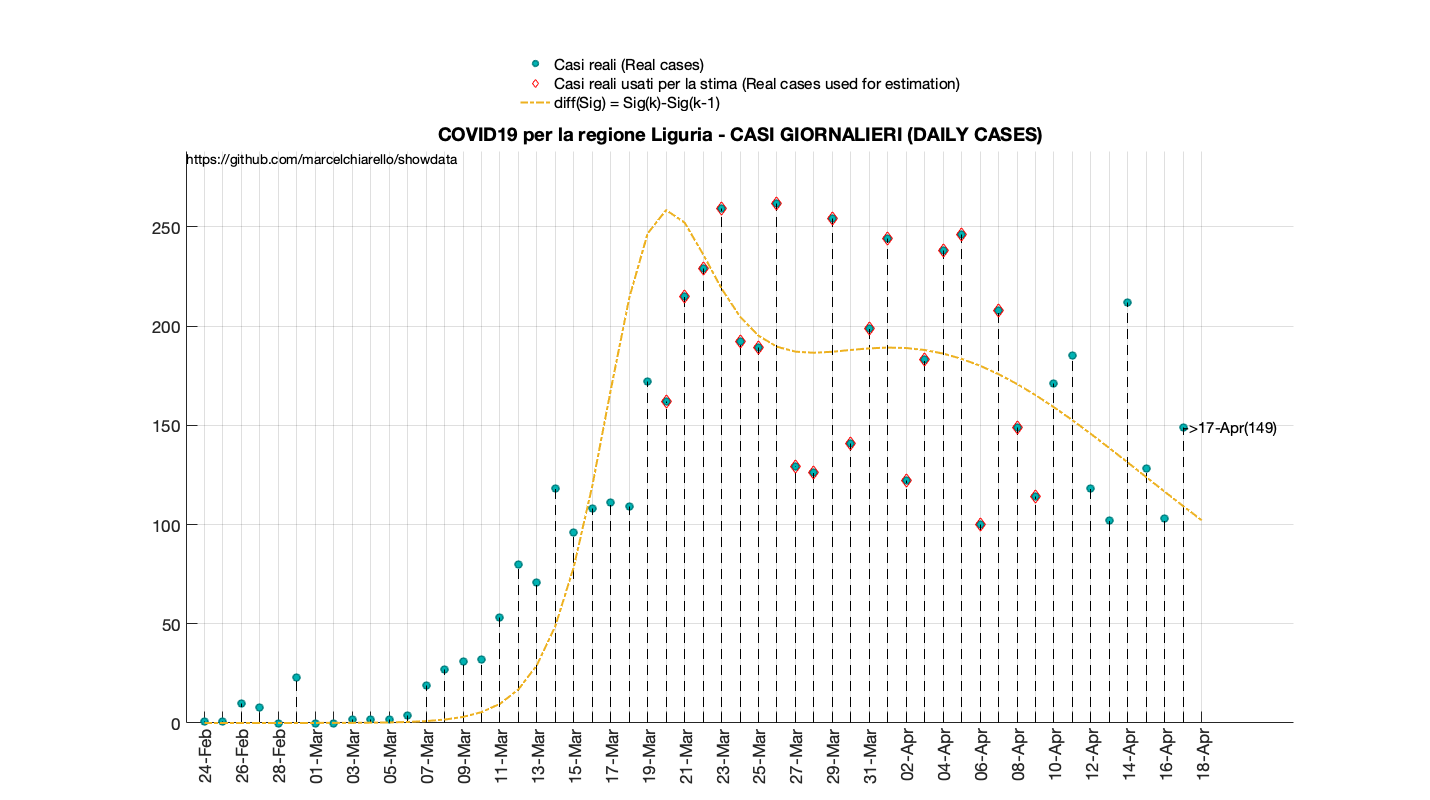 Casi reali (Real cases)
Casi reali usati per la stima (Real cases used for estimation)
diff(Sig) = Sig(k)-Sig(k-1)
COVID19 per la regione Liguria - CASI GIORNALIERI (DAILY CASES)
https://github.com/marcelchiarello/showdata
250
200
150
100
50
0
->17-Apr(149)
24-Feb
26-Feb
28-Feb
01-Mar
03-Mar
05-Mar
07-Mar
09-Mar
11-Mar
13-Mar
15-Mar
17-Mar
19-Mar
21-Mar
23-Mar
25-Mar
27-Mar
29-Mar
31-Mar
02-Apr
04-Apr
06-Apr
08-Apr
10-Apr
12-Apr
14-Apr
16-Apr
18-Apr